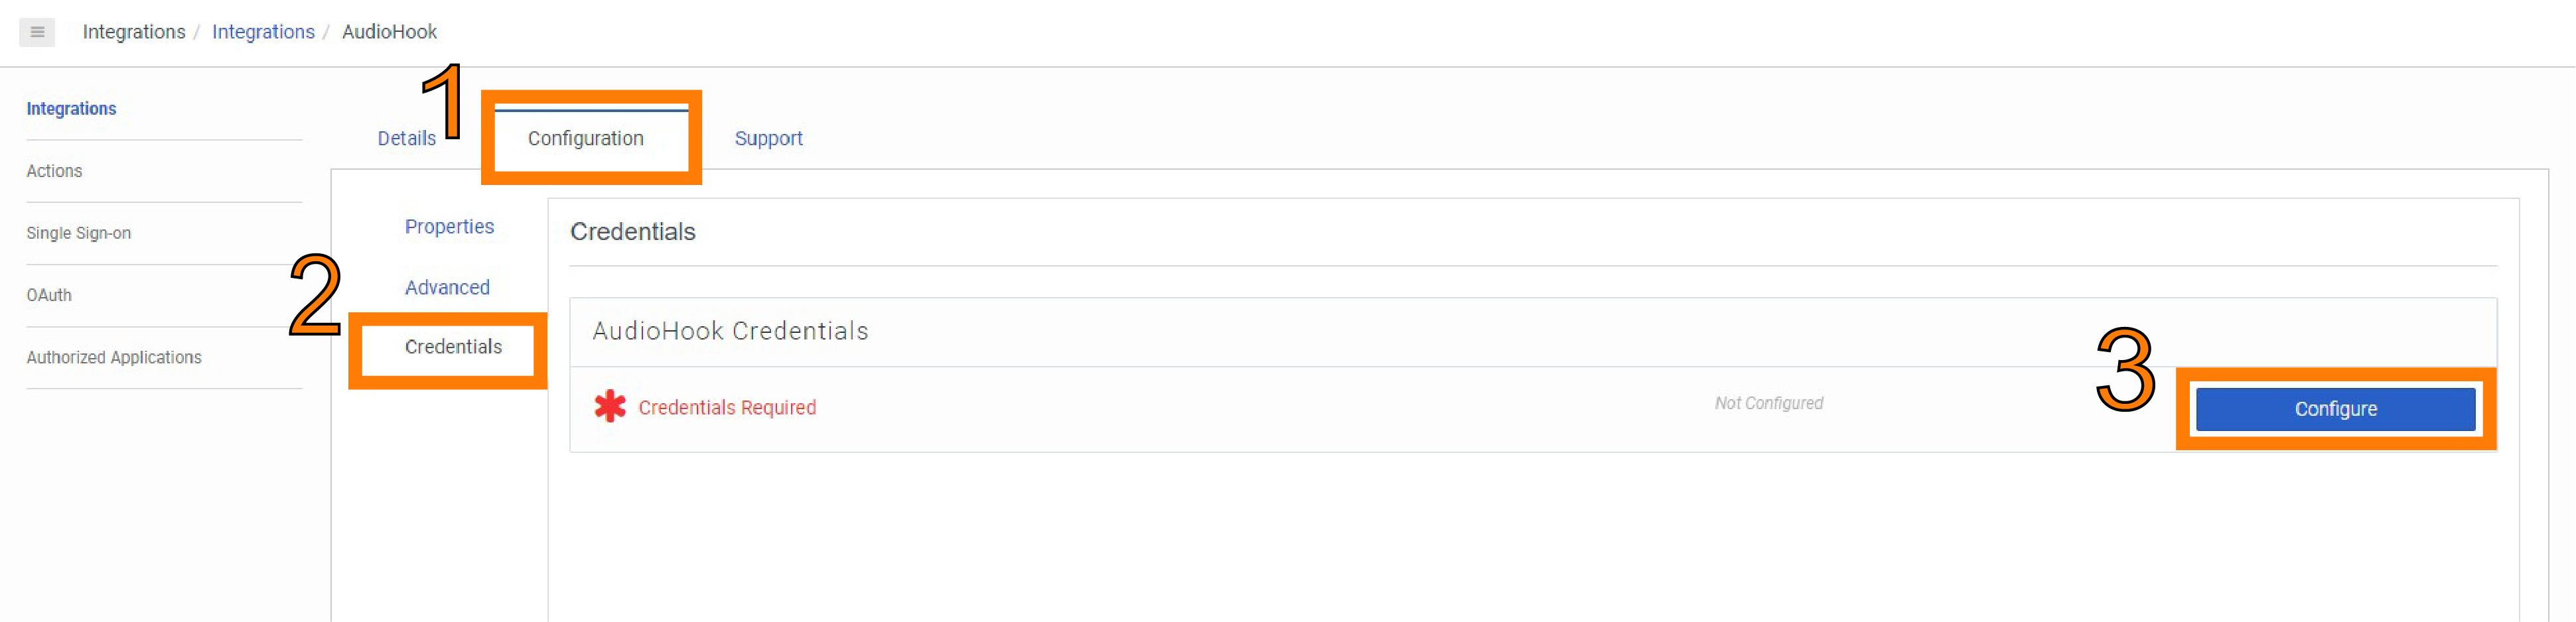 Integrations / Integrations / AudioHook
Integrations
Actions
Single Sign-on
OAuth
Authorized Applications
1
Details
Configuration
Support
2
Properties
Advanced
Credentials
Credentials
AudioHook Credentials
Credentials Required
Not Configured
3
Configure